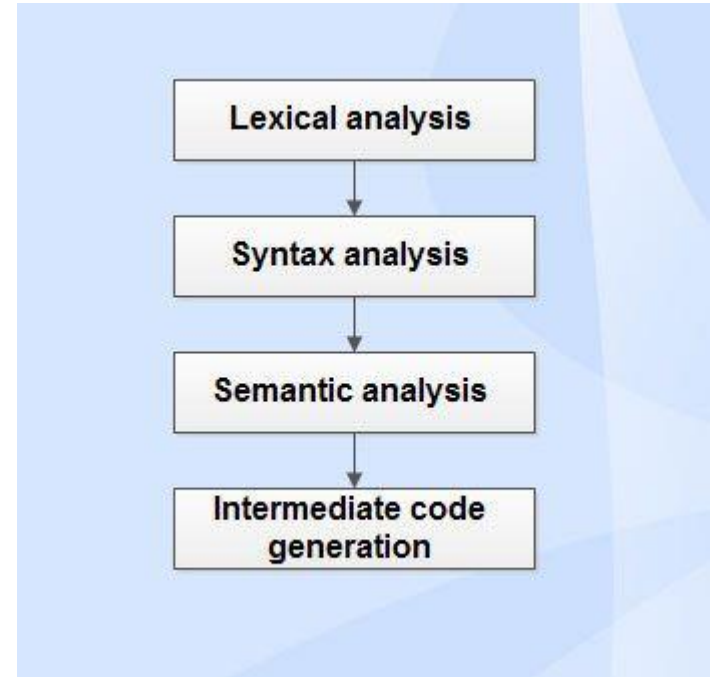 Lexical analysis
Syntax analysis
Semantic analysis
Intermediate code
generation